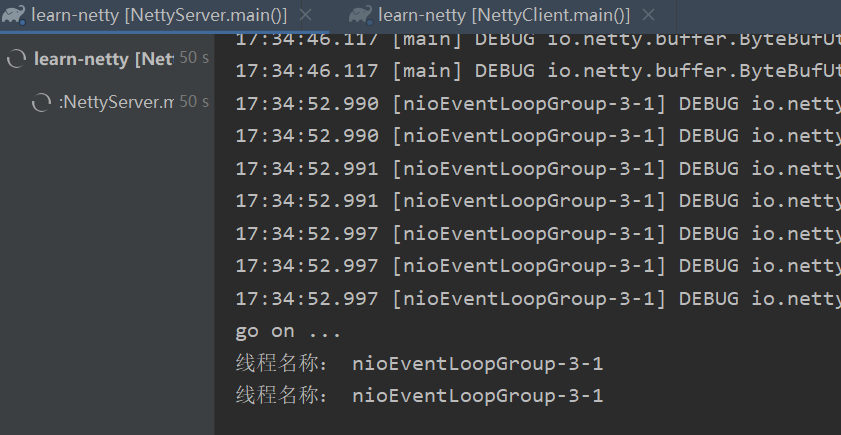 learn-netty [NettyServer.main()]
learn-netty [NettyClient.main()]
learn-netty [Net 50 s
:NettyServer.m 50 s
17:34:46.117 [main] DEBUG io.netty.buffer.ByteBufUt
17:34:46.117 [main] DEBUG io.netty.buffer.ByteBufUt
17:34:52.990 [nioEventLoopGroup-3-1] DEBUG io.netty
17:34:52.990 [nioEventLoopGroup-3-1] DEBUG io.netty
17:34:52.991 [nioEventLoopGroup-3-1] DEBUG io.netty
17:34:52.991 [nioEventLoopGroup-3-1] DEBUG io.netty
17:34:52.997 [nioEventLoopGroup-3-1] DEBUG io.netty
17:34:52.997 [nioEventLoopGroup-3-1] DEBUG io.netty
17:34:52.997 [nioEventLoopGroup-3-1] DEBUG io.netty
go on ...
线程名称: nioEventLoopGroup-3-1
线程名称: nioEventLoopGroup-3-1